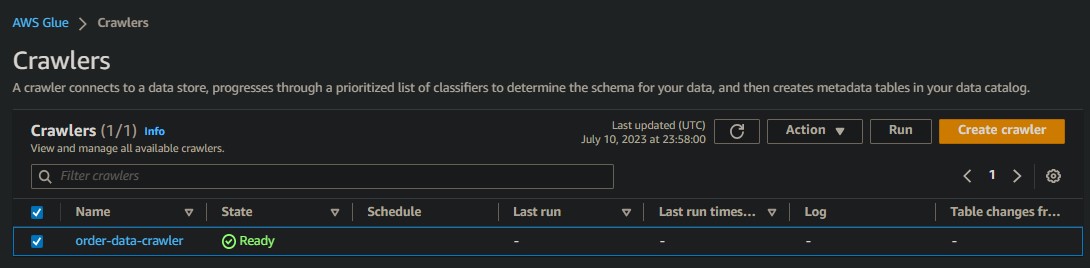 AWS Glue > Crawlers
Crawlers
A crawler connects to a data store, progresses through a prioritized list of classifiers to determine the schema for your data, and then creates metadata tables in your data catalog.
Crawlers (1/1) Info
View and manage all available crawlers.
Last updated (UTC)
July 10, 2023 at 23:58:00
Action ▼ Run Create crawler
Filter crawlers
< 1 >
Name State Schedule Last run Last run times... Log Table changes fr...
order-data-crawler Ready - - - -